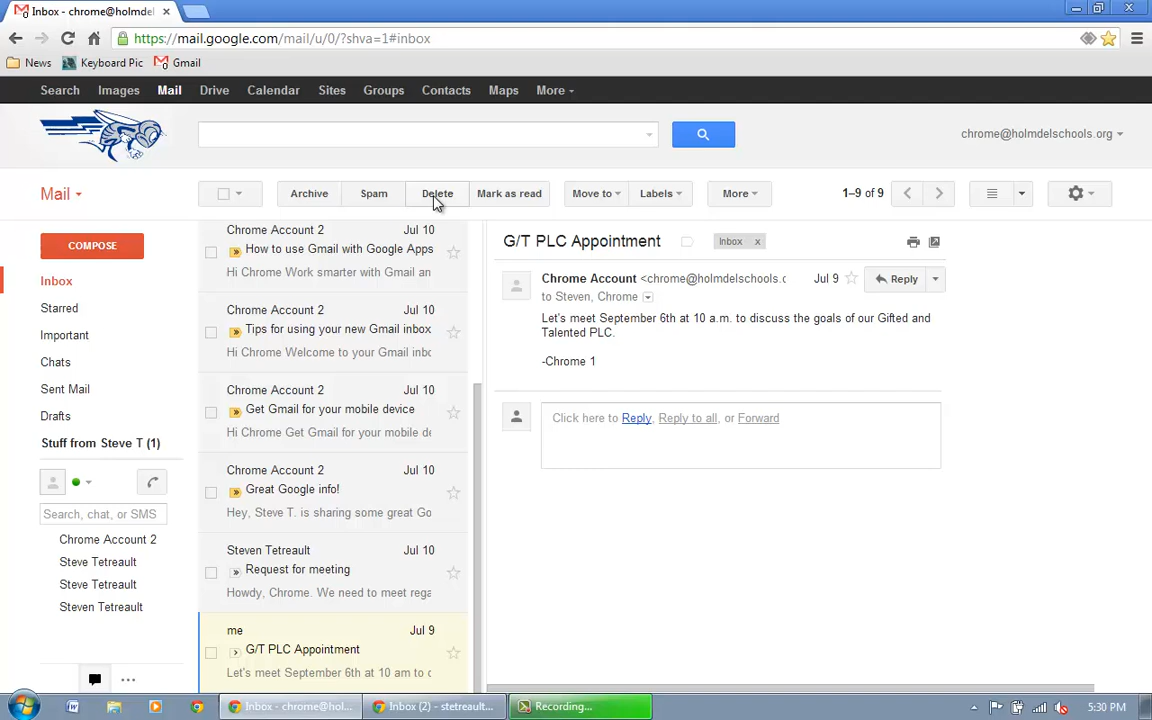 Inbox - chrome@holmd
https://mail.google.com/mail/u/0/?shva=1#inbox
News Keyboard Pic Gmail
Search Images Mail Drive Calendar Sites Groups Contacts Maps More
chrome@holmdelschools.org
Mail
Archive Spam Delete Mark as read Move to Labels More 1–9 of 9
COMPOSE
Inbox
Starred
Important
Chats
Sent Mail
Drafts
Stuff from Steve T (1)
Search, chat, or SMS
Chrome Account 2
Steve Tetreault
Steve Tetreault
Steven Tetreault
Chrome Account 2 Jul 10
How to use Gmail with Google Apps
Hi Chrome Work smarter with Gmail an
Chrome Account 2 Jul 10
Tips for using your new Gmail inbox
Hi Chrome Welcome to your Gmail inbo
Chrome Account 2 Jul 10
Get Gmail for your mobile device
Hi Chrome Get Gmail for your mobile de
Chrome Account 2 Jul 10
Great Google info!
Hey, Steve T. is sharing some great Go
Steven Tetreault Jul 10
Request for meeting
Howdy, Chrome. We need to meet rega
me Jul 9
G/T PLC Appointment
Let's meet September 6th at 10 am to d
G/T PLC Appointment Inbox x
Chrome Account <chrome@holmdelschools.c Jul 9 Reply
to Steven, Chrome
Let's meet September 6th at 10 a.m. to discuss the goals of our Gifted and
Talented PLC.
-Chrome 1
Click here to Reply, Reply to all, or Forward
Inbox - chrome@hol... Inbox (2) - stetreault... Recording... 5:30 PM